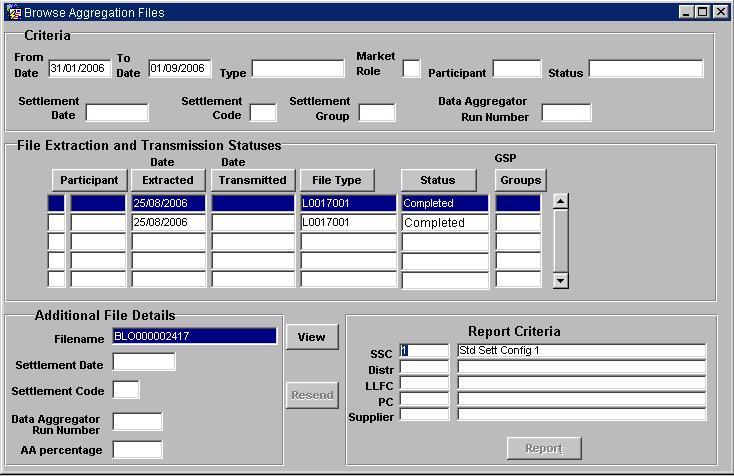 Browse Aggregation Files
Criteria
From Date 31/01/2006 To Date 01/09/2006 Type Market Role Participant Status
Settlement Date Settlement Code Settlement Group Data Aggregator Run Number
File Extraction and Transmission Statuses
Participant Date Extracted Date Transmitted File Type Status GSP Groups
25/08/2006 L0017001 Completed
25/08/2006 L0017001 Completed
Additional File Details
Filename BLO000002417
Settlement Date
Settlement Code
Data Aggregator Run Number
AA percentage
View
Resend
Report Criteria
SSC 1 Std Sett Config 1
Distr
LLFC
PC
Supplier
Report